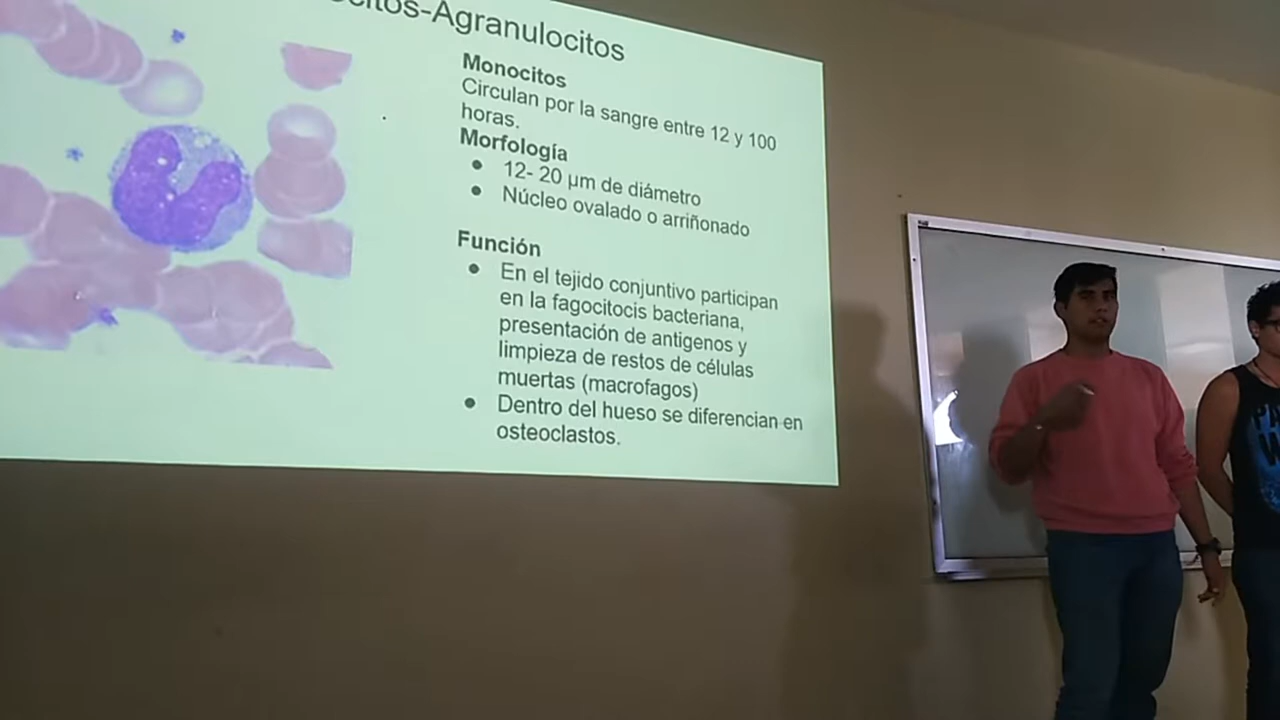 Agranulocitos
Monocitos
Circulan por la sangre entre 12 y 100
horas.
Morfología
● 12- 20 µm de diámetro
● Núcleo ovalado o arriñonado
Función
● En el tejido conjuntivo participan
en la fagocitocis bacteriana,
presentación de antigenos y
limpieza de restos de células
muertas (macrofagos)
● Dentro del hueso se diferencian en
osteoclastos.